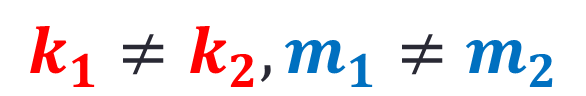 k₁ ≠ k₂, m₁ ≠ m₂